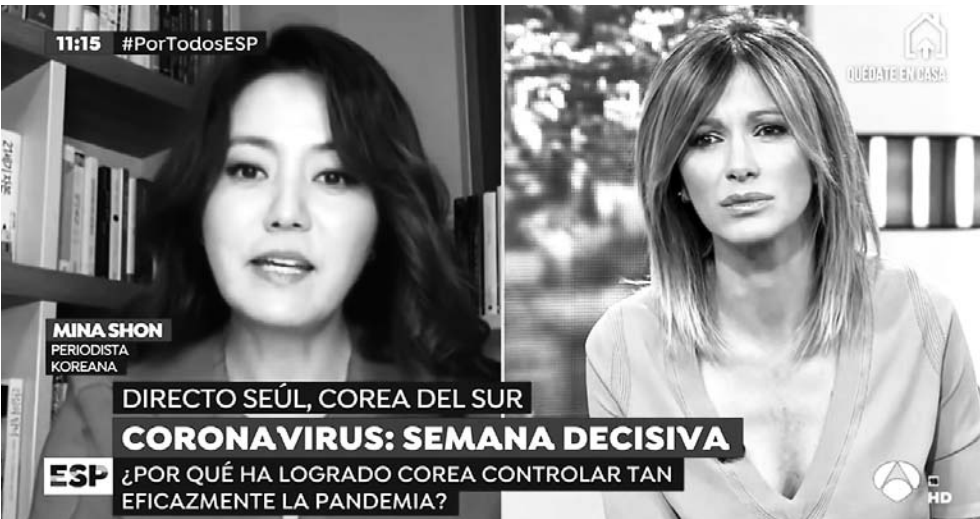 11:15 #PorTodosESP
QUÉDATE EN CASA
MINA SHON
PERIODISTA
KOREANA
DIRECTO SEÚL, COREA DEL SUR
CORONAVIRUS: SEMANA DECISIVA
ESP
¿POR QUÉ HA LOGRADO COREA CONTROLAR TAN
EFICAZMENTE LA PANDEMIA?
HD